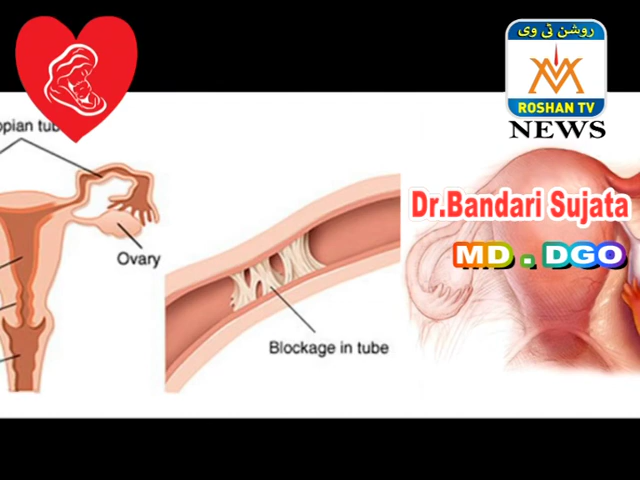 روشن ٹی وی
ROSHAN TV
NEWS
opian tub
Ovary
Blockage in tube
Dr.Bandari Sujata
MD . DGO